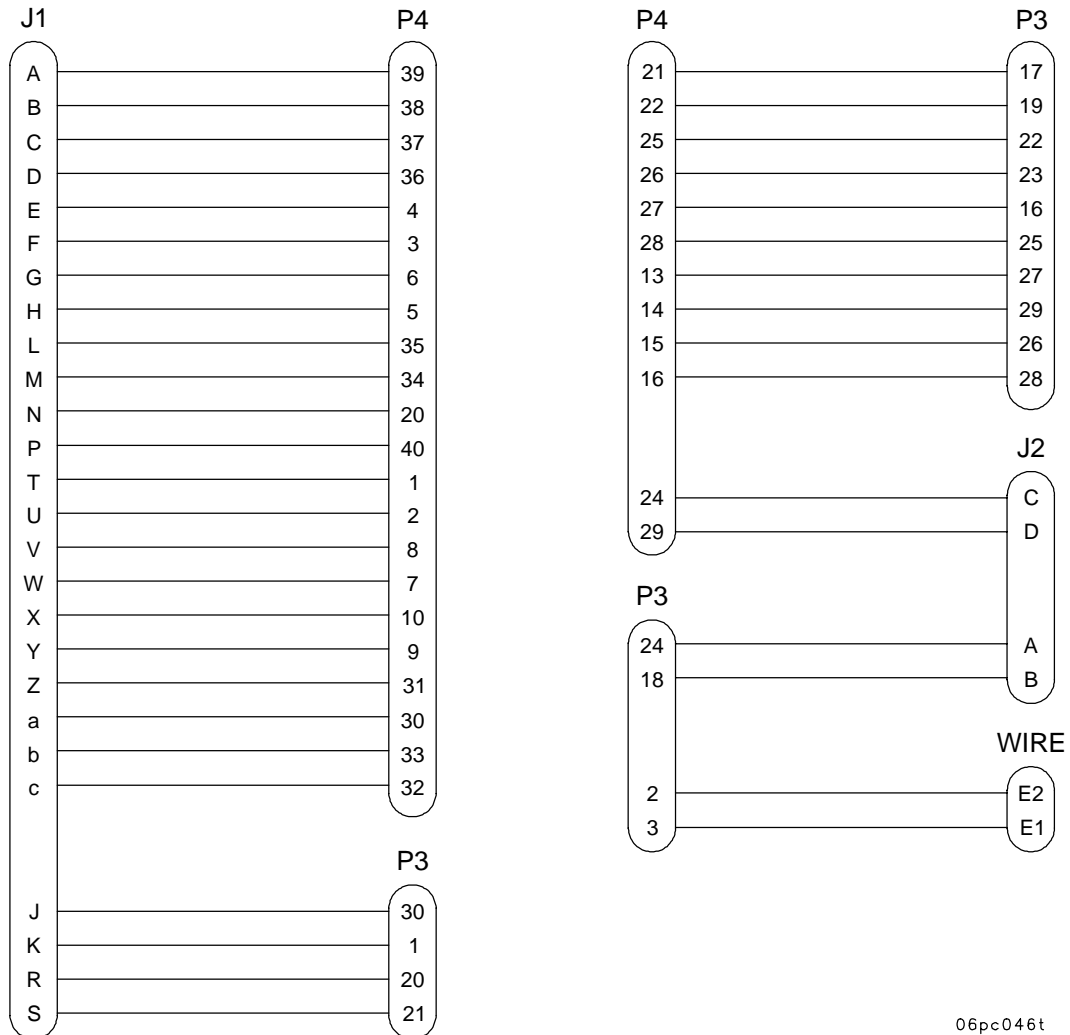 J1 P4
A 39
B 38
C 37
D 36
E 4
F 3
G 6
H 5
L 35
M 34
N 20
P 40
T 1
U 2
V 8
W 7
X 10
Y 9
Z 31
a 30
b 33
c 32
P3
J 30
K 1
R 20
S 21
P4 P3
21 17
22 19
25 22
26 23
27 16
28 25
13 27
14 29
15 26
16 28
J2
24 C
29 D
P3
24 A
18 B
WIRE
2 E2
3 E1
06pc046t